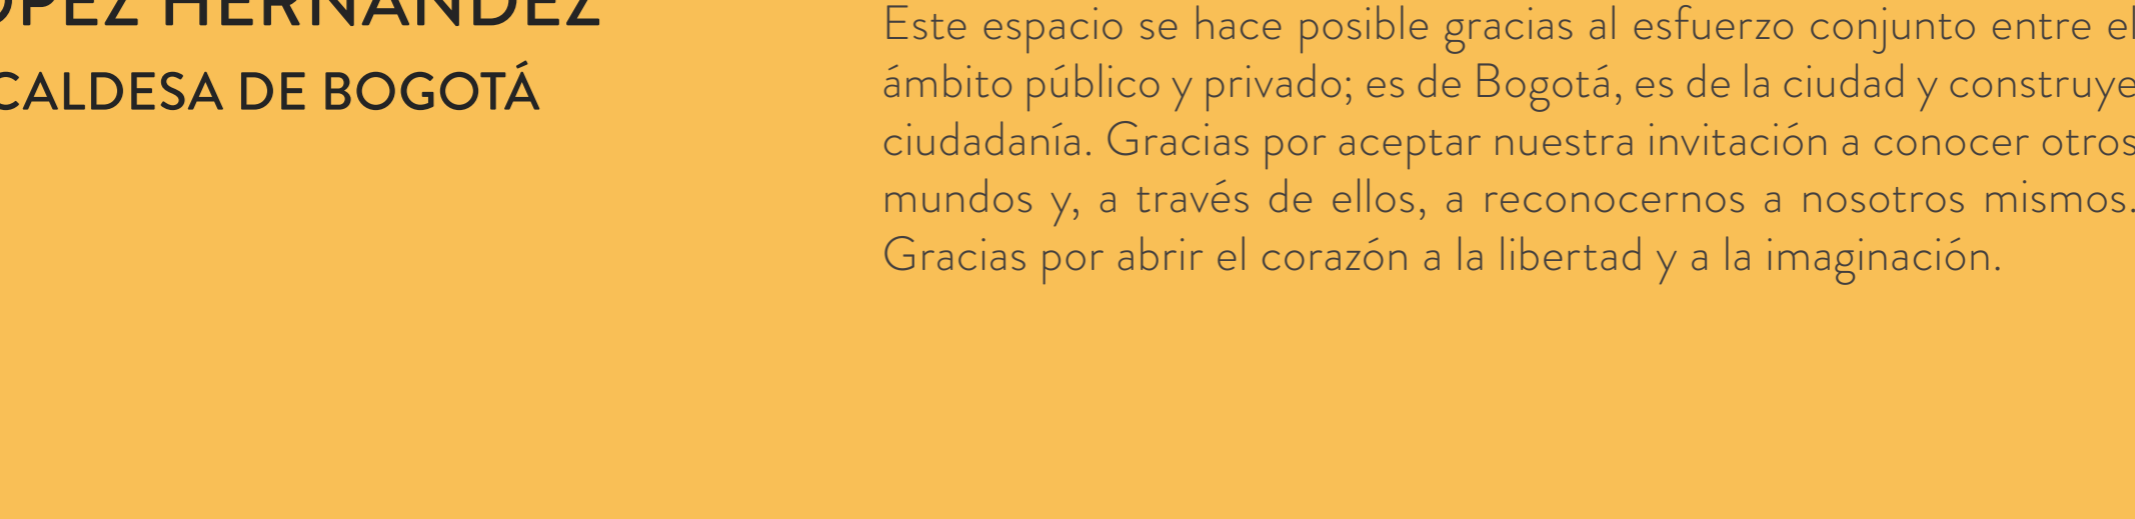 OPEZ HERNÁNDEZ
CALDESA DE BOGOTÁ
Este espacio se hace posible gracias al esfuerzo conjunto entre el
ámbito público y privado; es de Bogotá, es de la ciudad y construye
ciudadanía. Gracias por aceptar nuestra invitación a conocer otros
mundos y, a través de ellos, a reconocernos a nosotros mismos.
Gracias por abrir el corazón a la libertad y a la imaginación.